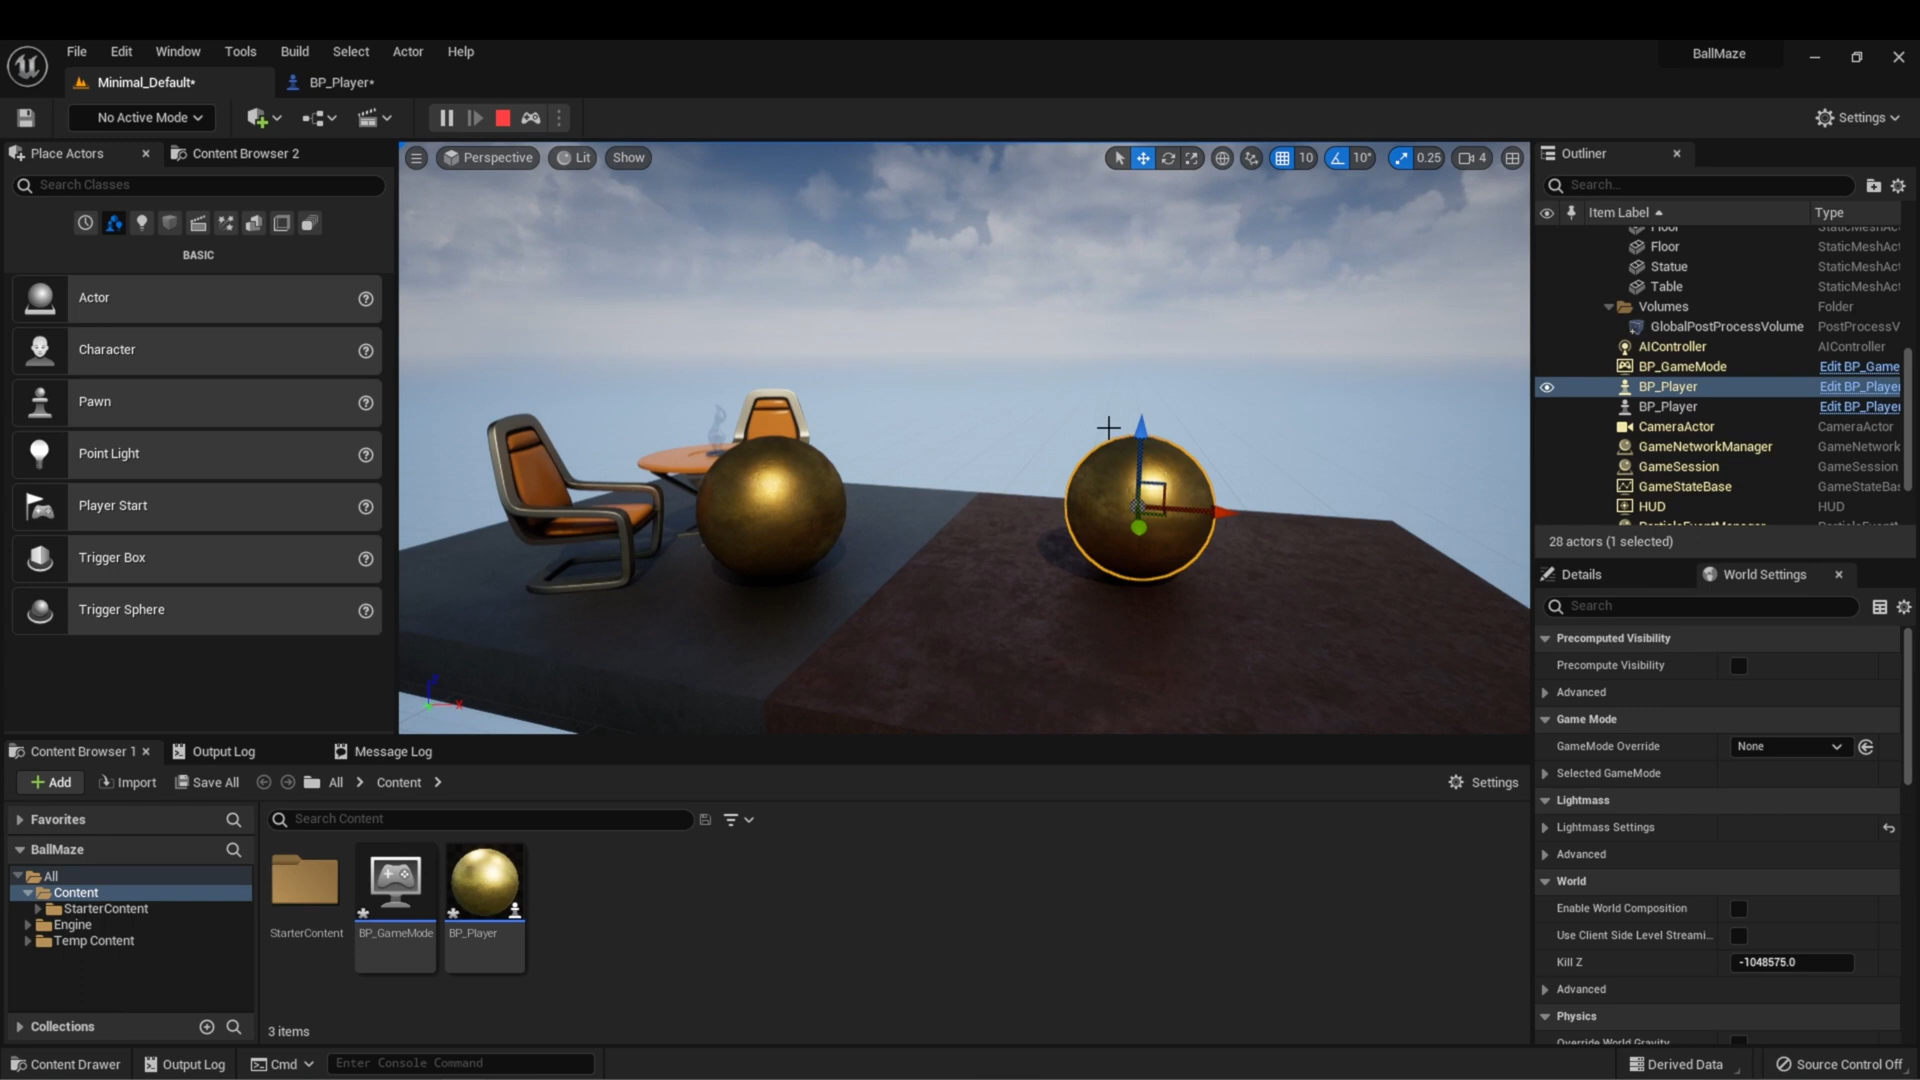 File Edit Window Tools Build Select Actor Help
BallMaze
Minimal_Default*
BP_Player*
No Active Mode
Settings
Place Actors
Content Browser 2
Search Classes
BASIC
Actor
Character
Pawn
Point Light
Player Start
Trigger Box
Trigger Sphere
Perspective
Lit
Show
10
10°
0.25
4
Outliner
Search...
Item Label
Type
Floor StaticMeshAct
Floor StaticMeshAct
Statue StaticMeshAct
Table StaticMeshAct
Volumes Folder
GlobalPostProcessVolume PostProcessV
AIController AIController
BP_GameMode Edit BP_Game
BP_Player Edit BP_Player
BP_Player Edit BP_Player
CameraActor CameraActor
GameNetworkManager GameNetwork
GameSession GameSession
GameStateBase GameStateBas
HUD HUD
28 actors (1 selected)
Details
World Settings
Search
Precomputed Visibility
Precompute Visibility
Advanced
Game Mode
GameMode Override None
Selected GameMode
Lightmass
Lightmass Settings
Advanced
World
Enable World Composition
Use Client Side Level Streami...
Kill Z -1048575.0
Advanced
Physics
Override World Gravity
Content Browser 1
Output Log
Message Log
Add
Import
Save All
All
Content
Settings
Favorites
BallMaze
All
Content
StarterContent
Engine
Temp Content
Collections
Search Content
StarterContent
BP_GameMode
BP_Player
3 items
Content Drawer
Output Log
Cmd
Enter Console Command
Derived Data
Source Control Off